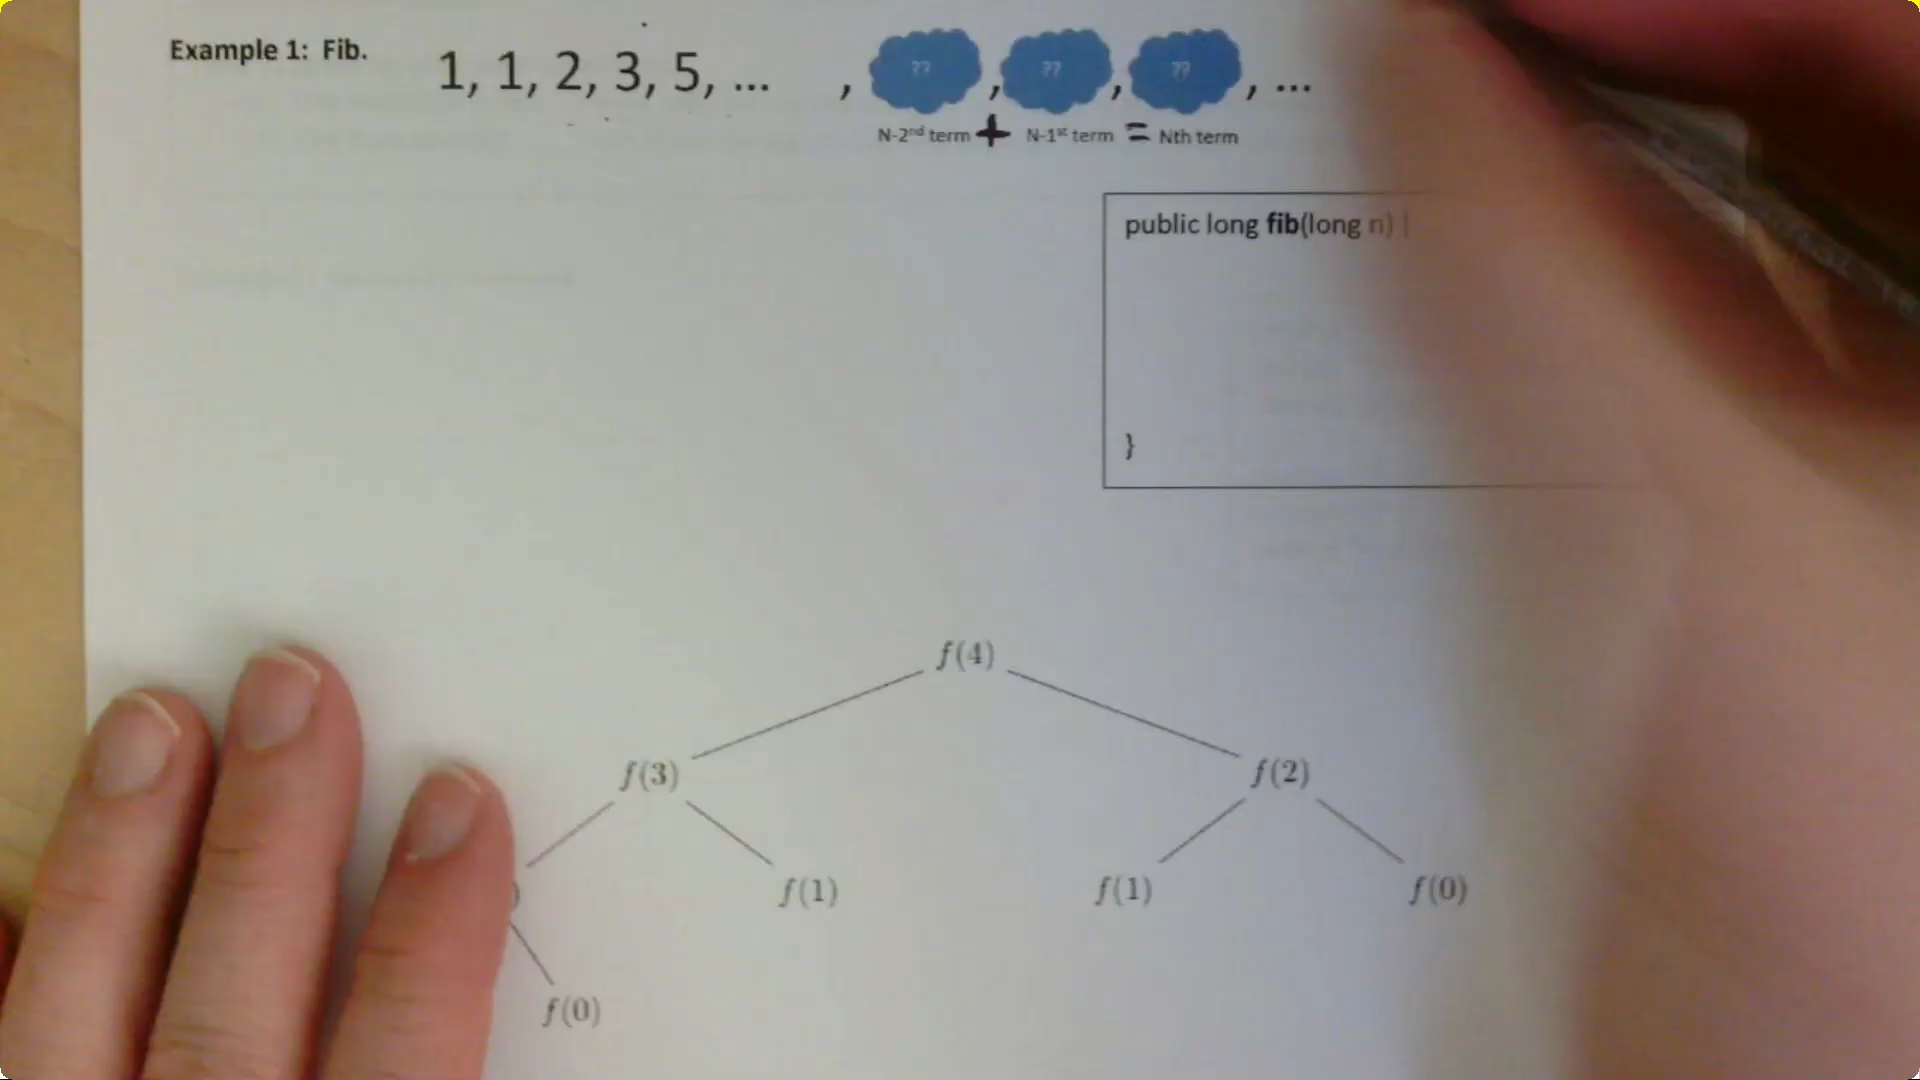 Example 1: Fib.
1, 1, 2, 3, 5, ... , ?? , ?? , ?? , ...
N-2nd term + N-1st term = Nth term
public long fib(long n)
}
f(4)
f(3) f(2)
) f(1) f(1) f(0)
f(0)